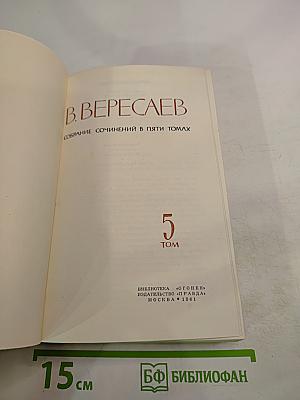 В. ВЕРЕСАЕВ
СОБРАНИЕ СОЧИНЕНИЙ В ПЯТИ ТОМАХ
5
ТОМ
БИБЛИОТЕКА «ОГОНЕК»
ИЗДАТЕЛЬСТВО «ПРАВДА»
МОСКВА • 1961
15 см
БФ БИБЛИОФАН